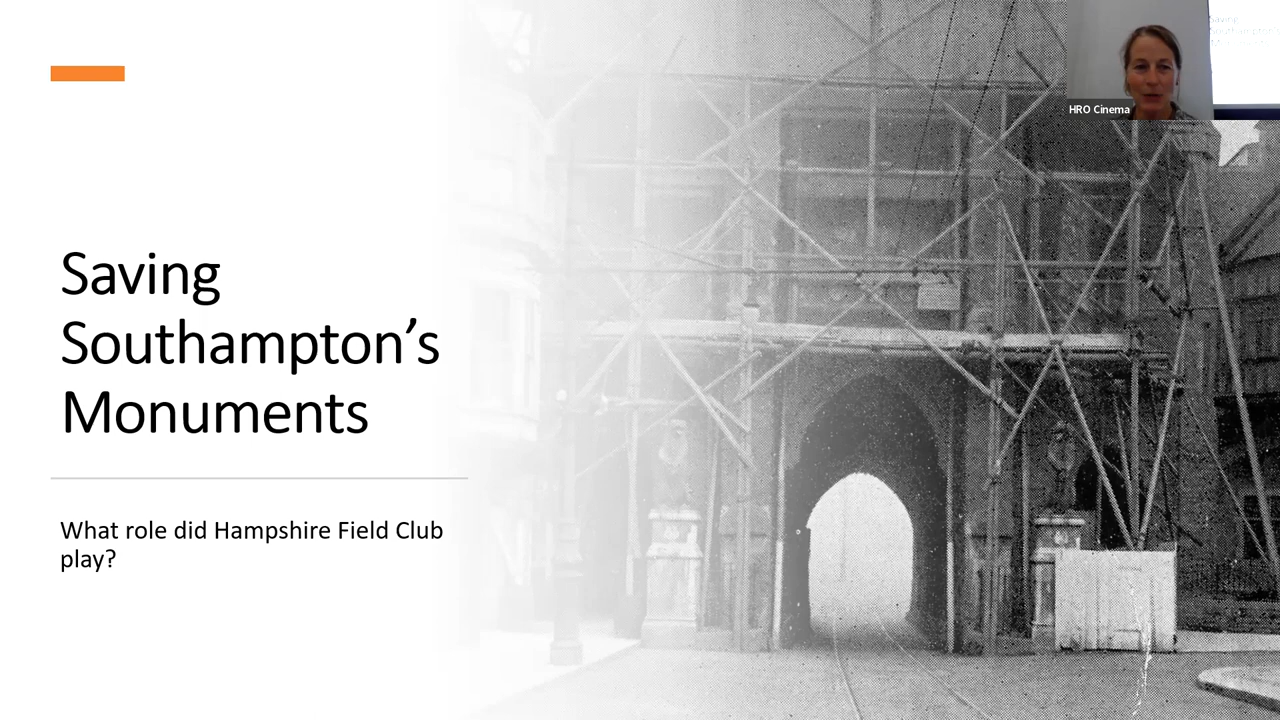 Saving
Southampton’s
Monuments
What role did Hampshire Field Club
play?
HRO Cinema